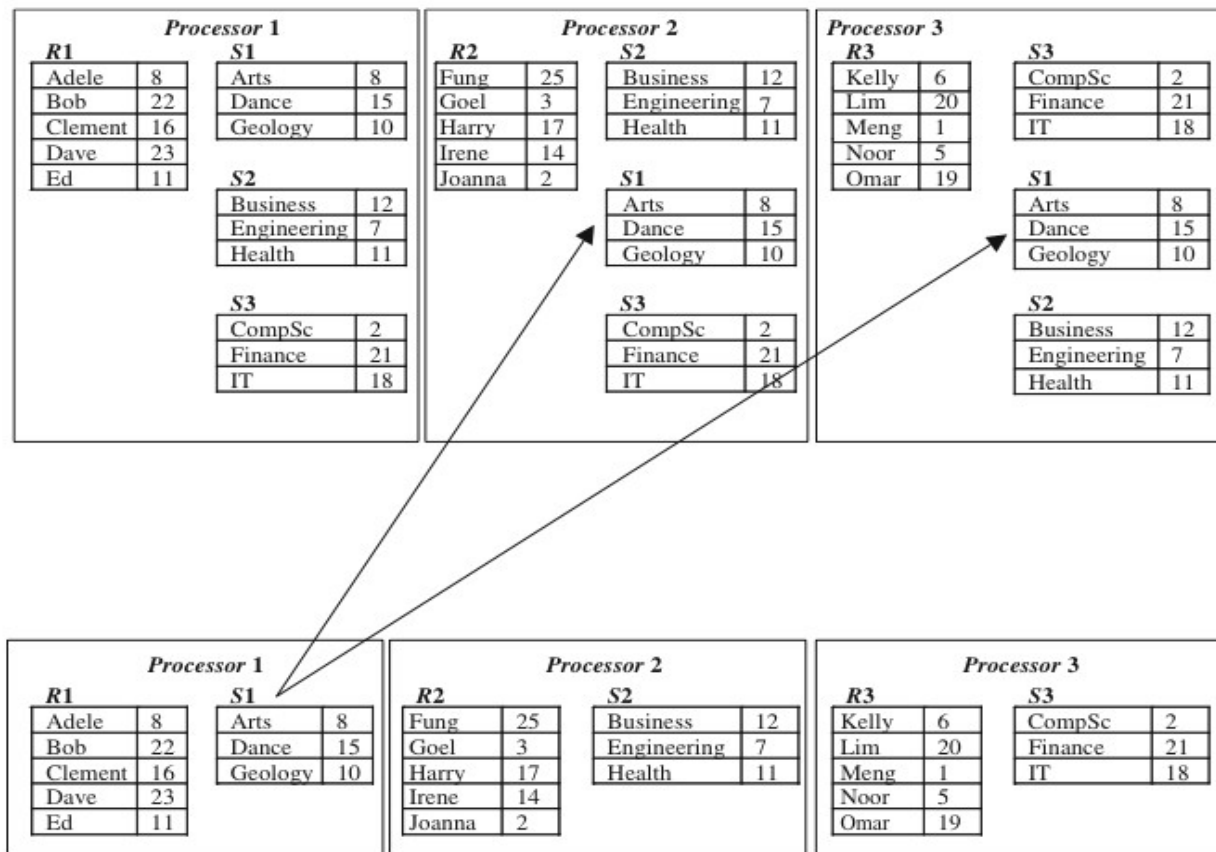 Processor 1
R1
S1
Adele 8
Arts 8
Bob 22
Dance 15
Clement 16
Geology 10
Dave 23
Ed 11
S2
Business 12
Engineering 7
Health 11
S3
CompSc 2
Finance 21
IT 18
Processor 2
R2
S2
Fung 25
Business 12
Goel 3
Engineering 7
Harry 17
Health 11
Irene 14
Joanna 2
S1
Arts 8
Dance 15
Geology 10
S3
CompSc 2
Finance 21
IT 18
Processor 3
R3
S3
Kelly 6
CompSc 2
Lim 20
Finance 21
Meng 1
IT 18
Noor 5
Omar 19
S1
Arts 8
Dance 15
Geology 10
S2
Business 12
Engineering 7
Health 11
Processor 1
R1
S1
Adele 8
Arts 8
Bob 22
Dance 15
Clement 16
Geology 10
Dave 23
Ed 11
Processor 2
R2
S2
Fung 25
Business 12
Goel 3
Engineering 7
Harry 17
Health 11
Irene 14
Joanna 2
Processor 3
R3
S3
Kelly 6
CompSc 2
Lim 20
Finance 21
Meng 1
IT 18
Noor 5
Omar 19